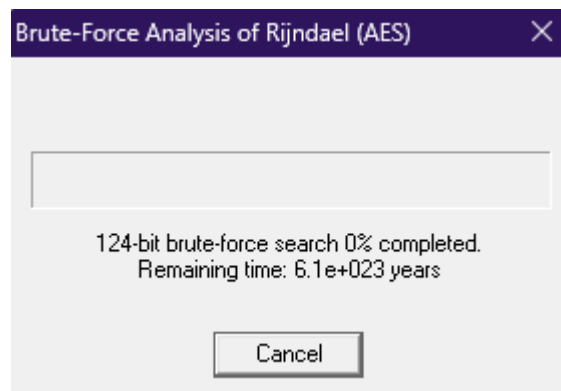 Brute-Force Analysis of Rijndael (AES)
124-bit brute-force search 0% completed.
Remaining time: 6.1e+023 years
Cancel